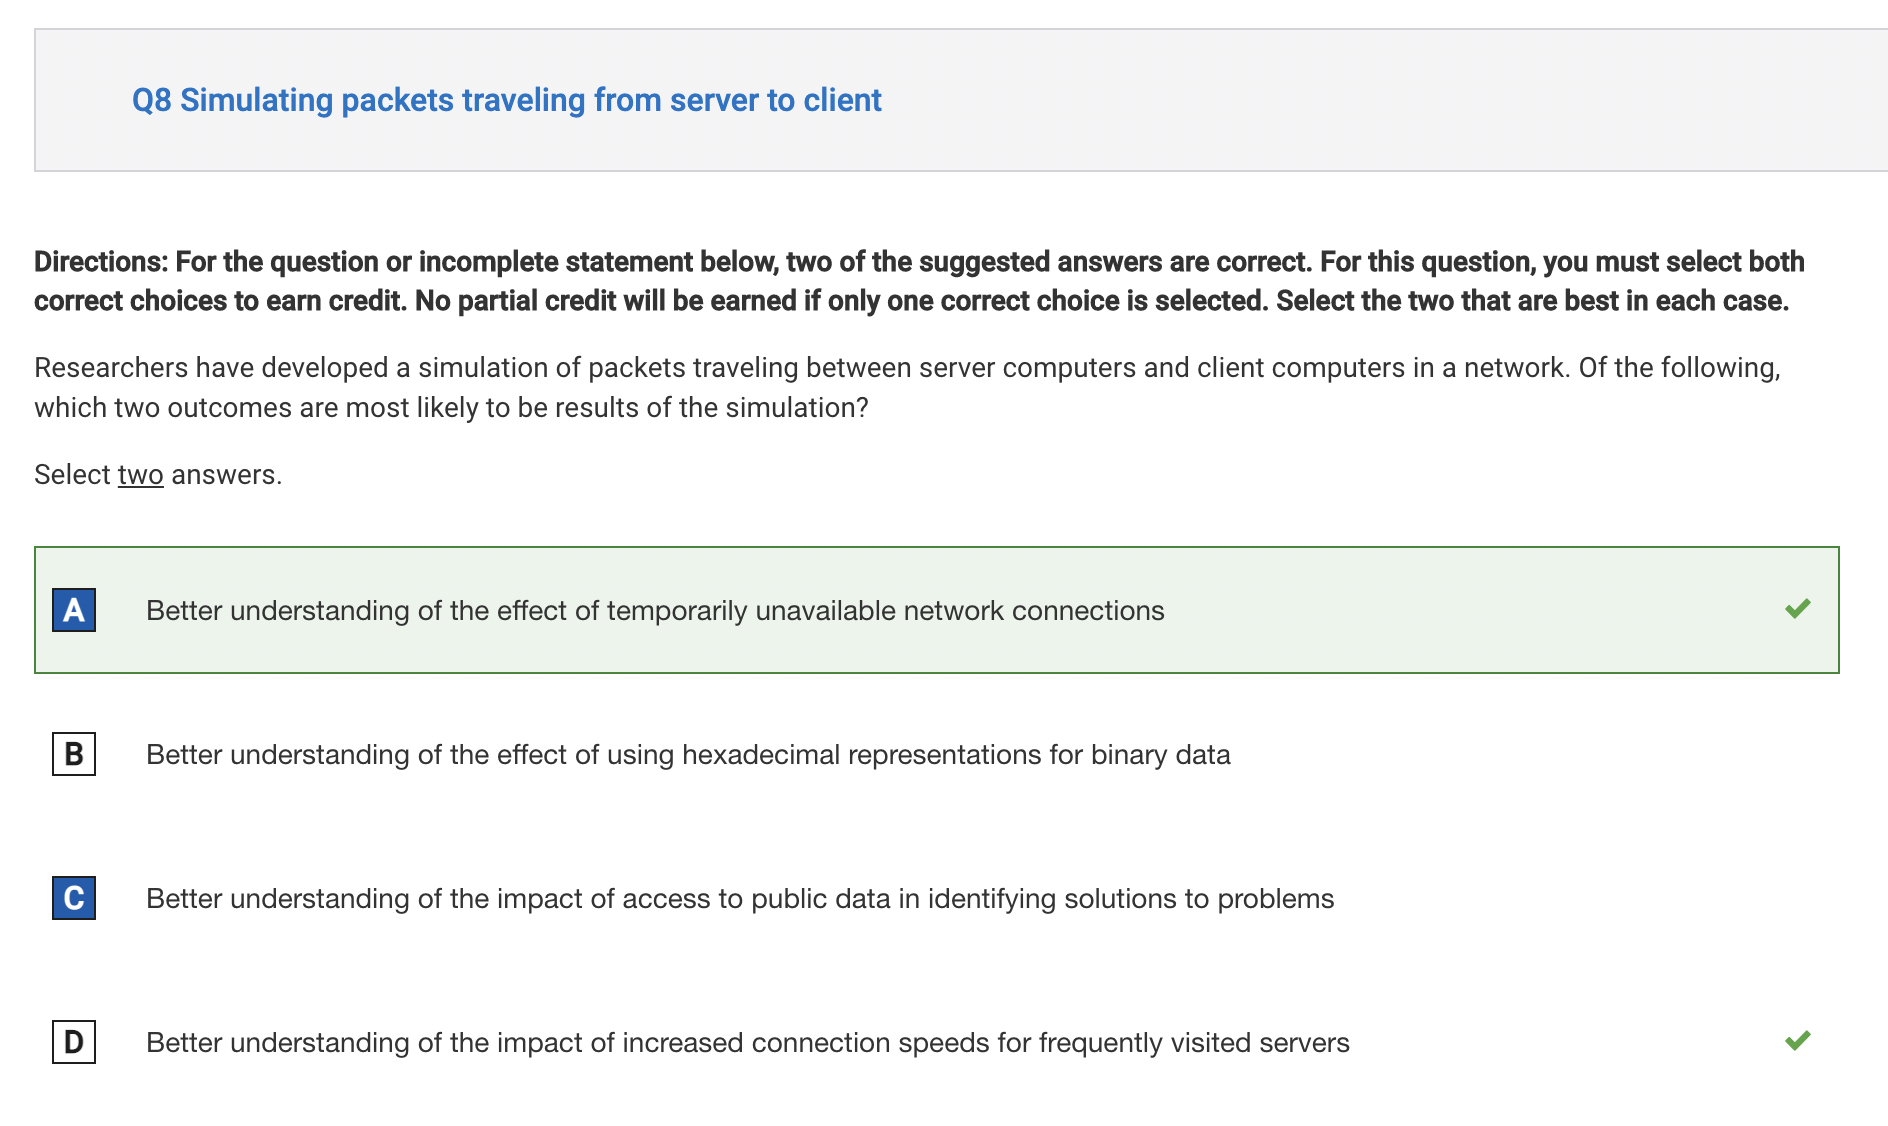 Q8 Simulating packets traveling from server to client
Directions: For the question or incomplete statement below, two of the suggested answers are correct. For this question, you must select both
correct choices to earn credit. No partial credit will be earned if only one correct choice is selected. Select the two that are best in each case.
Researchers have developed a simulation of packets traveling between server computers and client computers in a network. Of the following,
which two outcomes are most likely to be results of the simulation?
Select two answers.
A Better understanding of the effect of temporarily unavailable network connections
B Better understanding of the effect of using hexadecimal representations for binary data
C Better understanding of the impact of access to public data in identifying solutions to problems
D Better understanding of the impact of increased connection speeds for frequently visited servers